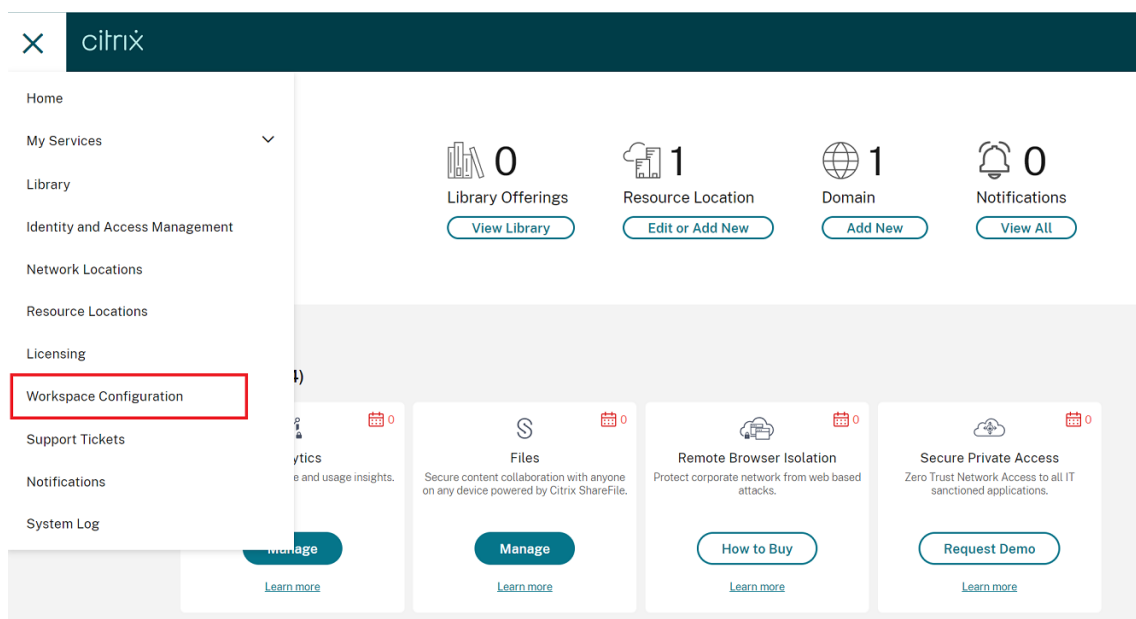 citrix
Home
My Services
Library
Identity and Access Management
Network Locations
Resource Locations
Licensing
Workspace Configuration
Support Tickets
Notifications
System Log
0
Library Offerings
View Library
1
Resource Location
Edit or Add New
1
Domain
Add New
0
Notifications
View All
4)
0
ytics
e and usage insights.
Manage
Learn more
0
Files
Secure content collaboration with anyone
on any device powered by Citrix ShareFile.
Manage
Learn more
0
Remote Browser Isolation
Protect corporate network from web based
attacks.
How to Buy
Learn more
0
Secure Private Access
Zero Trust Network Access to all IT
sanctioned applications.
Request Demo
Learn more